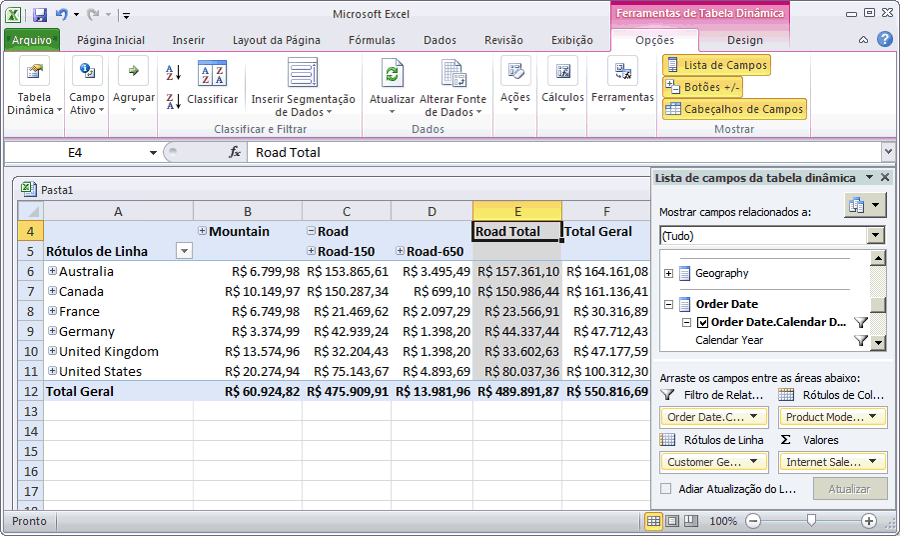 Microsoft Excel
Ferramentas de Tabela Dinâmica
Arquivo Página Inicial Inserir Layout da Página Fórmulas Dados Revisão Exibição Opções Design
Tabela Dinâmica
Campo Ativo
Agrupar
Classificar
Inserir Segmentação de Dados
Classificar e Filtrar
Atualizar
Alterar Fonte de Dados
Dados
Ações
Cálculos
Ferramentas
Lista de Campos
Botões +/-
Cabeçalhos de Campos
Mostrar
E4 fx Road Total
Pasta1
A B C D E F
4 Mountain Road Road Total Total Geral
5 Rótulos de Linha Road-150 Road-650
6 Australia R$ 6.799,98 R$ 153.865,61 R$ 3.495,49 R$ 157.361,10 R$ 164.161,08
7 Canada R$ 10.149,97 R$ 150.287,34 R$ 699,10 R$ 150.986,44 R$ 161.136,41
8 France R$ 6.749,98 R$ 21.469,62 R$ 2.097,29 R$ 23.566,91 R$ 30.316,89
9 Germany R$ 3.374,99 R$ 42.939,24 R$ 1.398,20 R$ 44.337,44 R$ 47.712,43
10 United Kingdom R$ 13.574,96 R$ 32.204,43 R$ 1.398,20 R$ 33.602,63 R$ 47.177,59
11 United States R$ 20.274,94 R$ 75.143,67 R$ 4.893,69 R$ 80.037,36 R$ 100.312,30
12 Total Geral R$ 60.924,82 R$ 475.909,91 R$ 13.981,96 R$ 489.891,87 R$ 550.816,69
13
14
15
16
17
Lista de campos da tabela dinâmica
Mostrar campos relacionados a:
(Tudo)
Geography
Order Date
Order Date.Calendar D...
Calendar Year
Arraste os campos entre as áreas abaixo:
Filtro de Relat... Rótulos de Col...
Order Date.C... Product Mode...
Rótulos de Linha Σ Valores
Customer Ge... Internet Sale...
Adiar Atualização do L... Atualizar
Pronto 100%